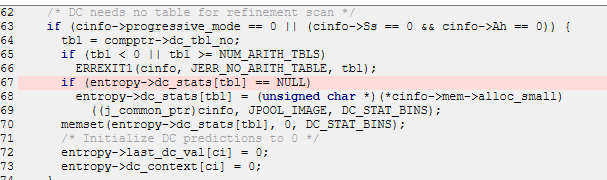 62 /* DC needs no table for refinement scan */
63 if (cinfo->progressive_mode == 0 || (cinfo->Ss == 0 && cinfo->Ah == 0)) {
64 tbl = compptr->dc_tbl_no;
65 if (tbl < 0 || tbl >= NUM_ARITH_TBLS)
66 ERREXIT1(cinfo, JERR_NO_ARITH_TABLE, tbl);
67 if (entropy->dc_stats[tbl] == NULL)
68 entropy->dc_stats[tbl] = (unsigned char *)(*cinfo->mem->alloc_small)
69 ((j_common_ptr)cinfo, JPOOL_IMAGE, DC_STAT_BINS);
70 memset(entropy->dc_stats[tbl], 0, DC_STAT_BINS);
71 /* Initialize DC predictions to 0 */
72 entropy->last_dc_val[ci] = 0;
73 entropy->dc_context[ci] = 0;
74 }